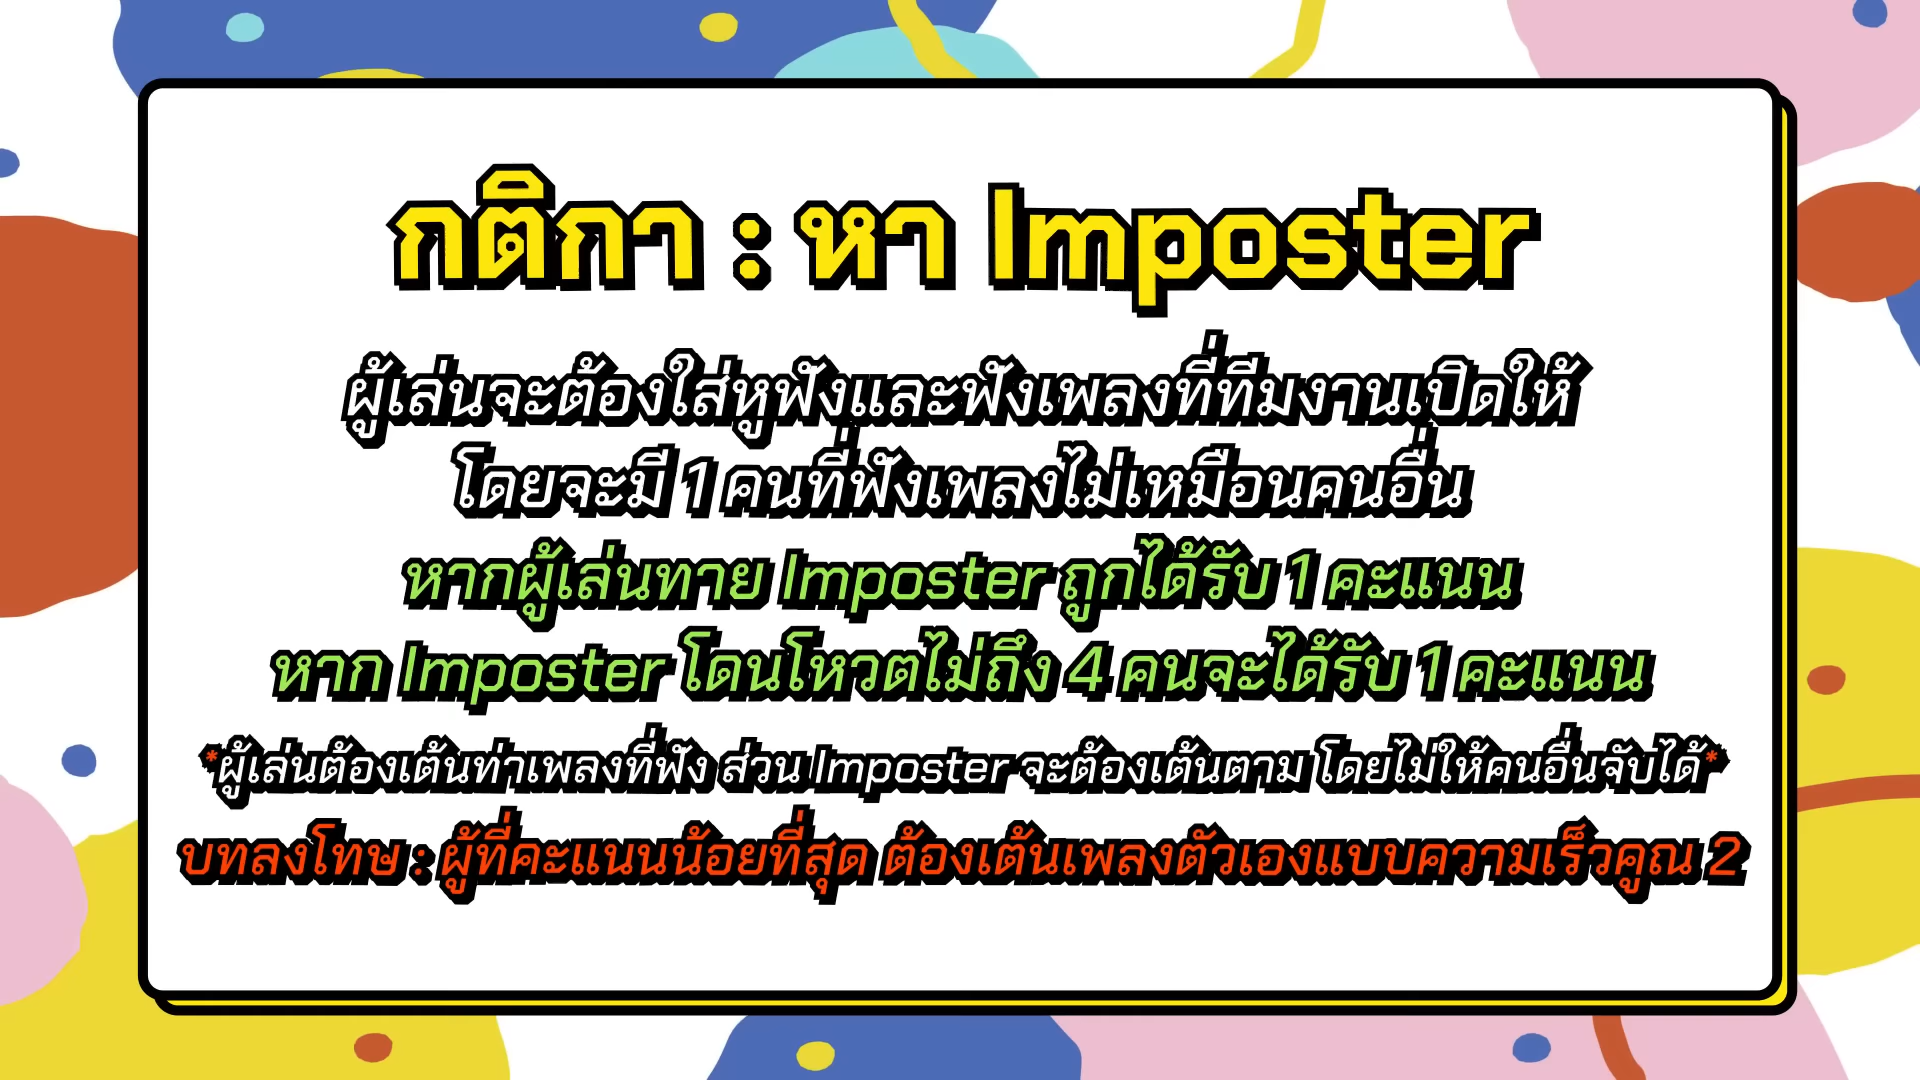 กติกา : หา Imposter
ผู้เล่นจะต้องใส่หูฟังและฟังเพลงที่ทีมงานเปิดให้
โดยจะมี 1 คนที่ฟังเพลงไม่เหมือนคนอื่น
หากผู้เล่นทาย Imposter ถูกได้รับ 1 คะแนน
หาก Imposter โดนโหวตไม่ถึง 4 คนจะได้รับ 1 คะแนน
*ผู้เล่นต้องเต้นท่าเพลงที่ฟัง ส่วน Imposter จะต้องเต้นตาม โดยไม่ให้คนอื่นจับได้*
บทลงโทษ : ผู้ที่คะแนนน้อยที่สุด ต้องเต้นเพลงตัวเองแบบความเร็วคูณ 2